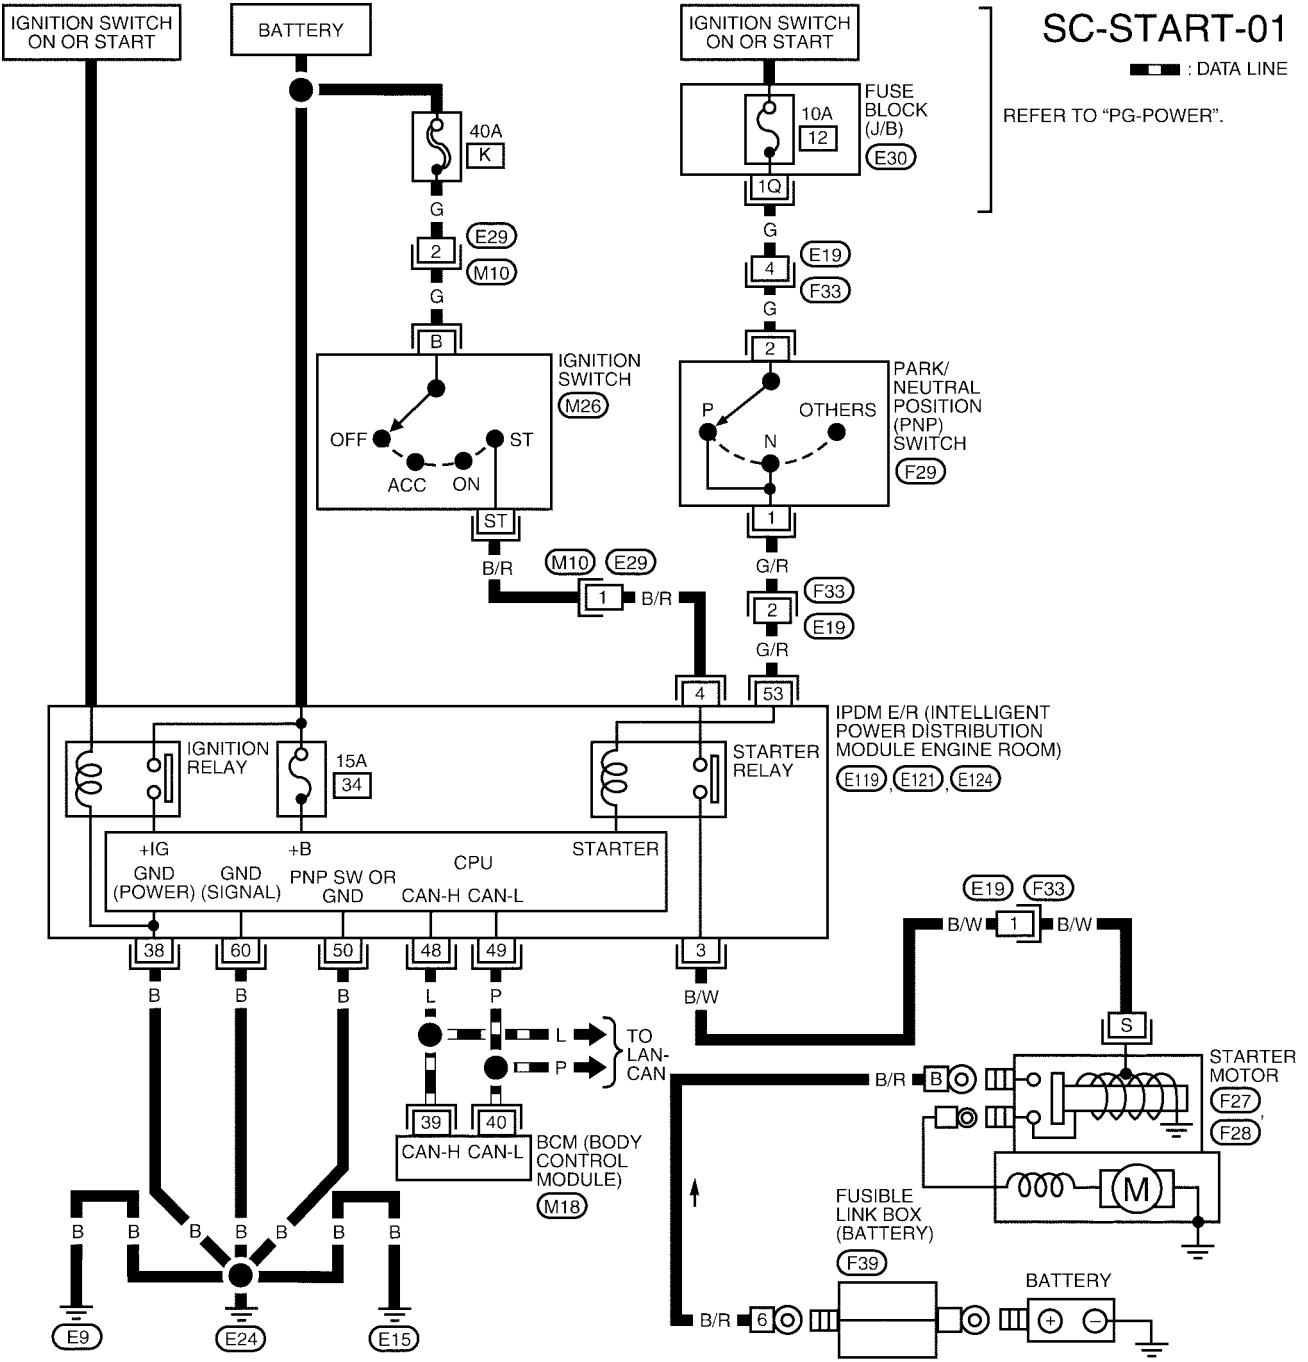 IGNITION SWITCH
ON OR START
BATTERY
IGNITION SWITCH
ON OR START
SC-START-01
: DATA LINE
REFER TO “PG-POWER”.
FUSE
BLOCK
(J/B)
E30
10A
12
1Q
40A
K
G
2
E29
M10
G
B
G
4
E19
F33
G
2
IGNITION
SWITCH
M26
OFF
ACC
ON
ST
ST
B/R
M10
E29
1
B/R
PARK/
NEUTRAL
POSITION
(PNP)
SWITCH
F29
P
N
OTHERS
1
G/R
2
F33
E19
G/R
4
53
IPDM E/R (INTELLIGENT
POWER DISTRIBUTION
MODULE ENGINE ROOM)
E119 , E121 , E124
IGNITION
RELAY
15A
34
STARTER
RELAY
+IG
+B
STARTER
CPU
GND
(POWER)
GND
(SIGNAL)
PNP SW OR
GND
CAN-H
CAN-L
38
60
50
48
49
3
B
B
B
L
P
B/W
L
P
TO
LAN-
CAN
39
40
CAN-H
CAN-L
BCM (BODY
CONTROL
MODULE)
M18
B
B
B
B
B
B
B
E9
E24
E15
E19
F33
B/W
1
B/W
S
STARTER
MOTOR
F27 ,
F28
B/R
B
M
FUSIBLE
LINK BOX
(BATTERY)
F39
B/R
6
BATTERY
+
−